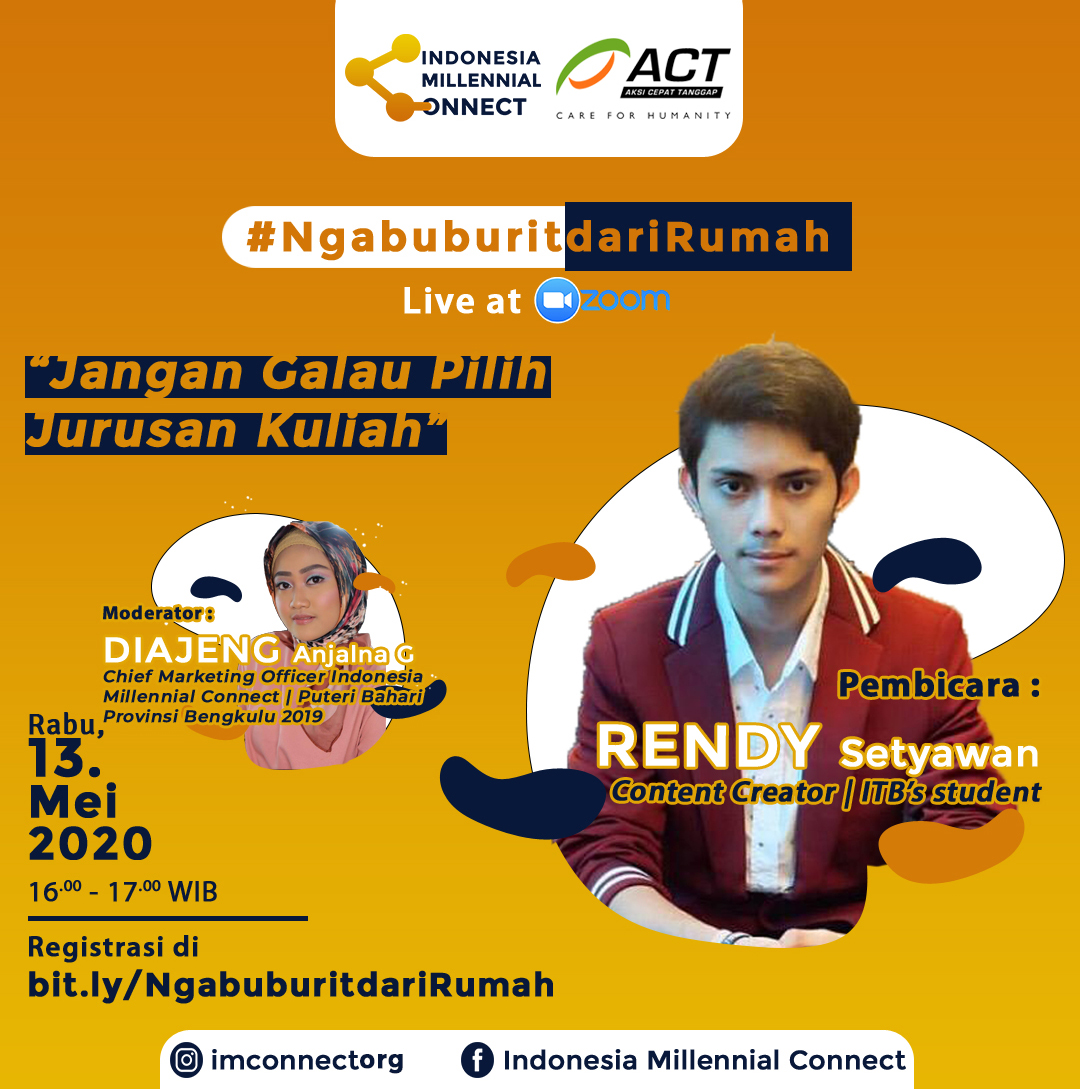 INDONESIA
MILLENNIAL
ONNECT
ACT
AKSI CEPAT TANGGAP
CARE FOR HUMANITY
#NgabuburitdariRumah
Live at zoom
“Jangan Galau Pilih
Jurusan Kuliah”
Moderator :
DIAJENG Anjalna G
Chief Marketing Officer Indonesia
Millennial Connect | Puteri Bahari
Provinsi Bengkulu 2019
Pembicara :
RENDY Setyawan
Content Creator | ITB's student
Rabu,
13.
Mei
2020
16.00 - 17.00 WIB
Registrasi di
bit.ly/NgabuburitdariRumah
imconnectorg
Indonesia Millennial Connect